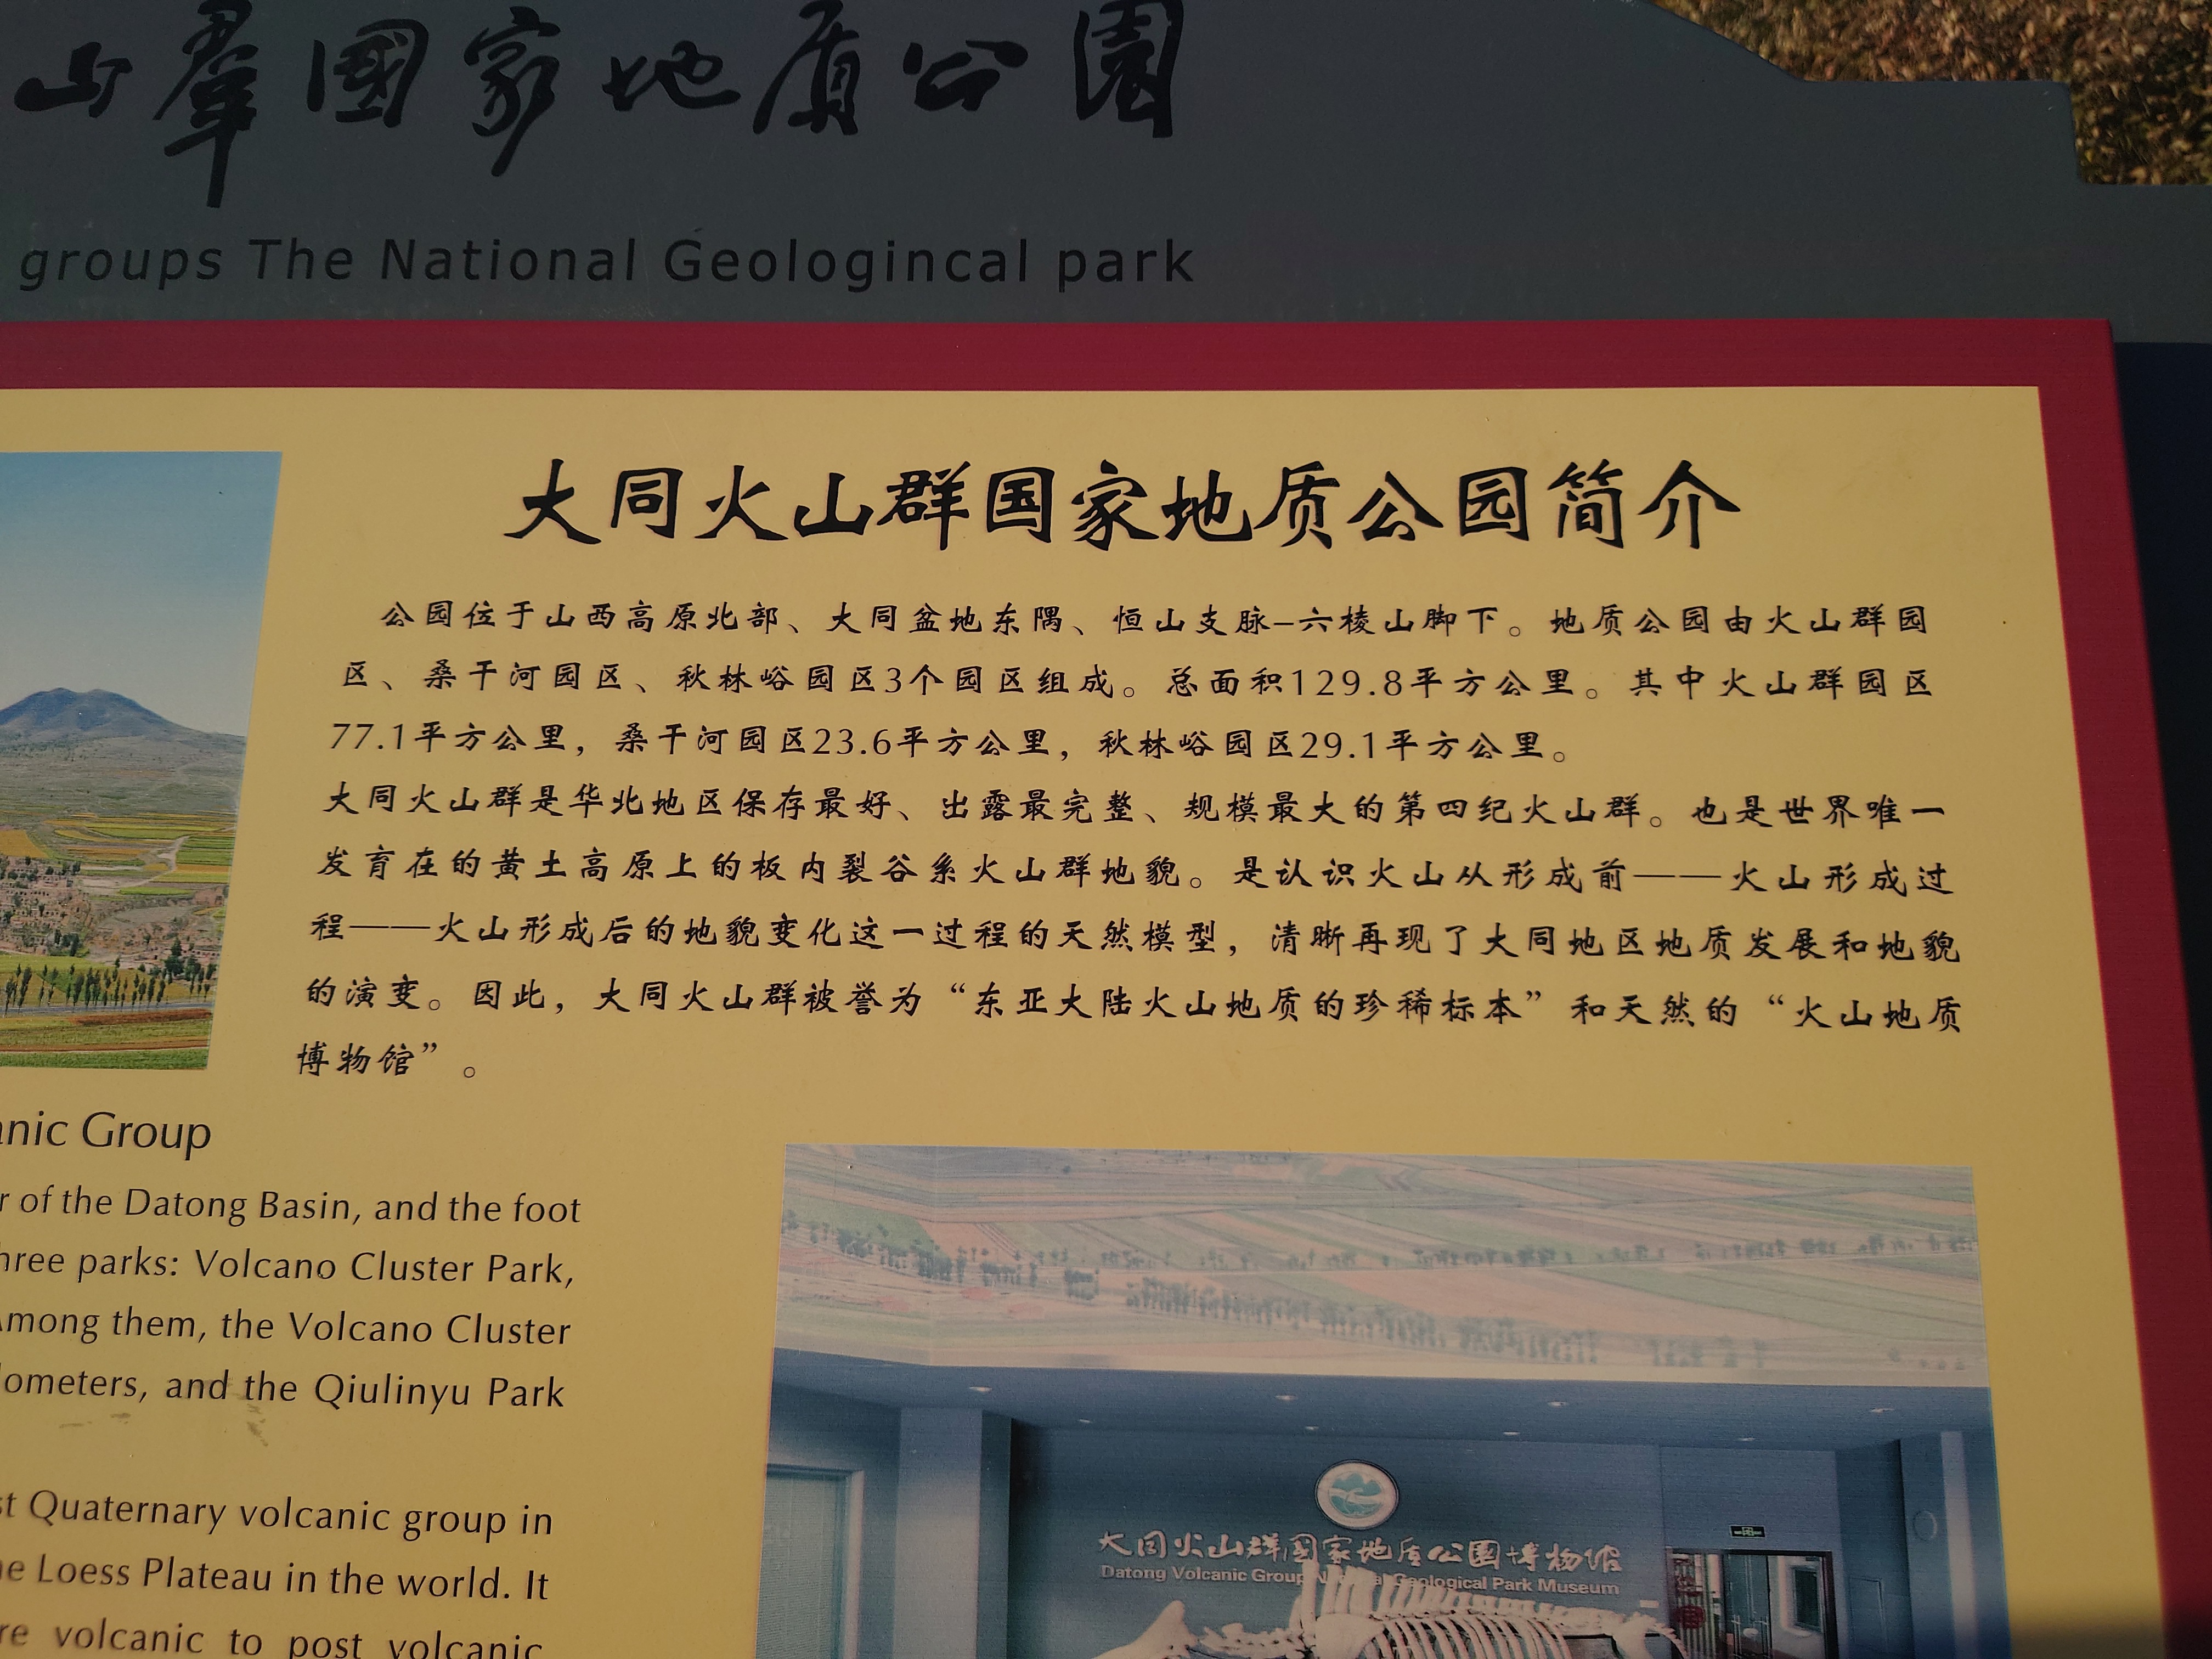 山群國家地质公園
groups The National Geologincal park
大同火山群国家地质公园简介
公园位于山西高原北部、大同盆地东隅、恒山支脉–六棱山脚下。地质公园由火山群园
区、桑干河园区、秋林峪园区3个园区组成。总面积129.8平方公里。其中火山群园区
77.1平方公里，桑干河园区23.6平方公里，秋林峪园区29.1平方公里。
大同火山群是华北地区保存最好、出露最完整、规模最大的第四纪火山群。也是世界唯一
发育在的黄土高原上的板内裂谷系火山群地貌。是认识火山从形成前——火山形成过
程——火山形成后的地貌变化这一过程的天然模型，清晰再现了大同地区地质发展和地貌
的演变。因此，大同火山群被誉为“东亚大陆火山地质的珍稀标本”和天然的“火山地质
博物馆”。
anic Group
r of the Datong Basin, and the foot
hree parks: Volcano Cluster Park,
Among them, the Volcano Cluster
lometers, and the Qiulinyu Park
st Quaternary volcanic group in
he Loess Plateau in the world. It
re volcanic to post volcanic
大同火山群国家地质公園博物馆
Datong Volcanic Group National Geological Park Museum